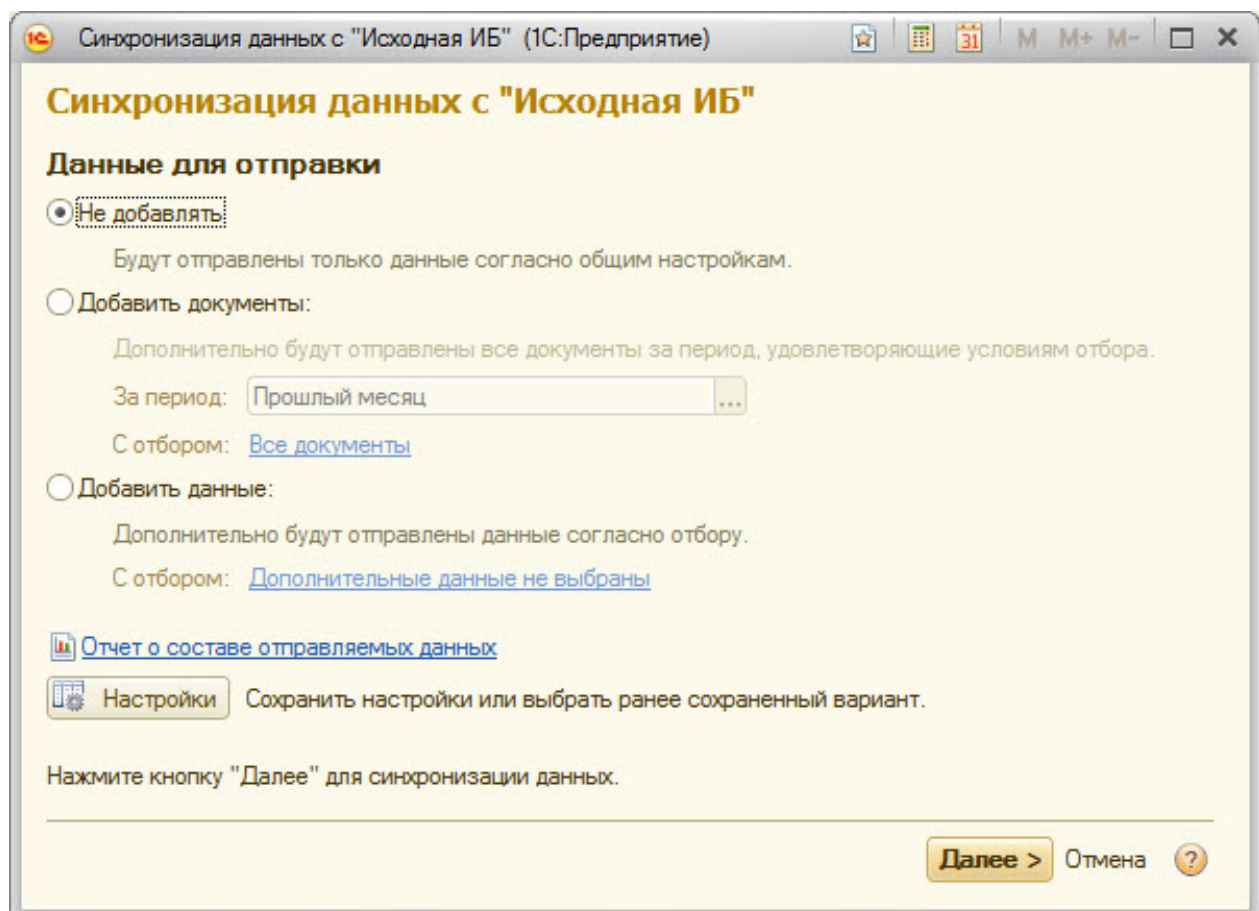 1С Синхронизация данных с "Исходная ИБ" (1С:Предприятие) 31 M M+ M-
Синхронизация данных с "Исходная ИБ"
Данные для отправки
Не добавлять
Будут отправлены только данные согласно общим настройкам.
Добавить документы:
Дополнительно будут отправлены все документы за период, удовлетворяющие условиям отбора.
За период: Прошлый месяц ...
С отбором: Все документы
Добавить данные:
Дополнительно будут отправлены данные согласно отбору.
С отбором: Дополнительные данные не выбраны
Отчет о составе отправляемых данных
Настройки Сохранить настройки или выбрать ранее сохраненный вариант.
Нажмите кнопку "Далее" для синхронизации данных.
Далее > Отмена ?